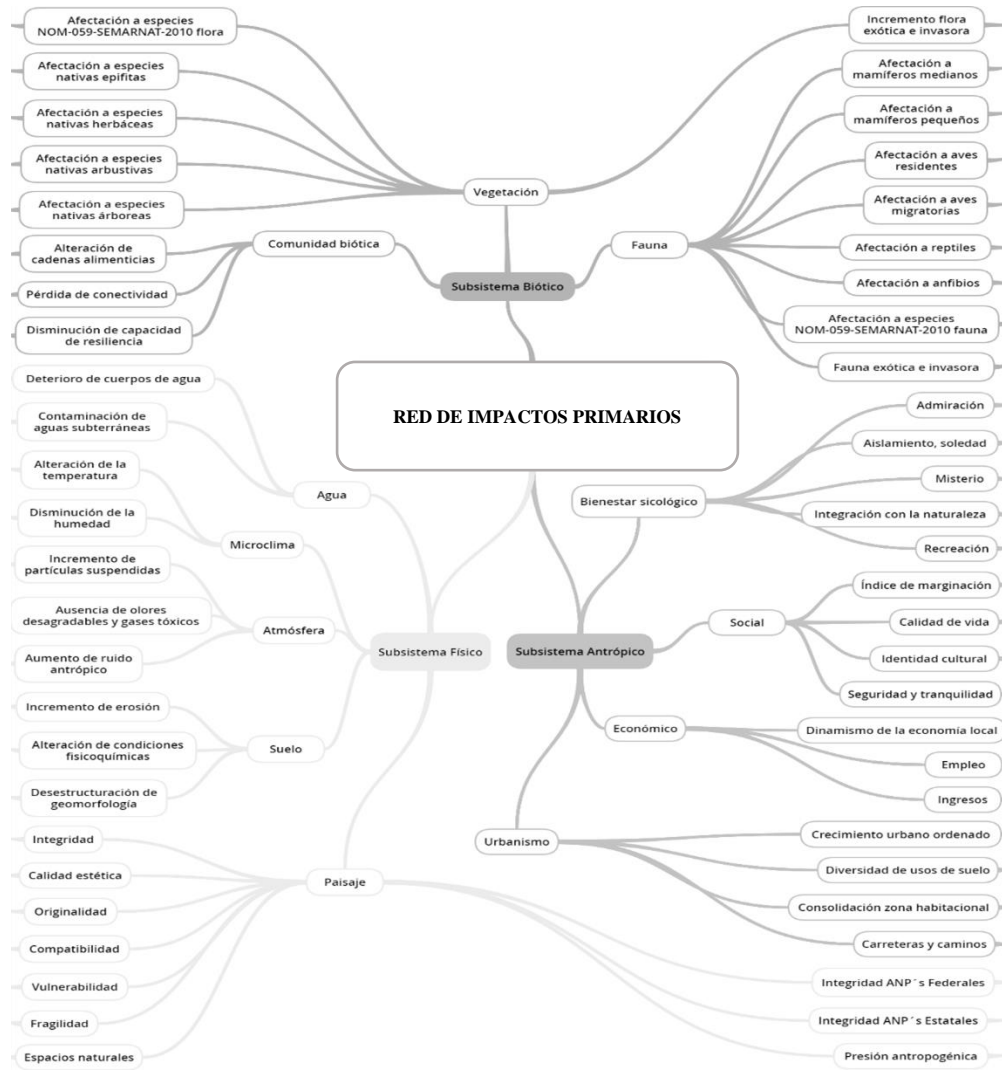 Afectación a especies
NOM-059-SEMARNAT-2010 flora
Afectación a especies
nativas epifitas
Afectación a especies
nativas herbáceas
Afectación a especies
nativas arbustivas
Afectación a especies
nativas árboreas
Alteración de
cadenas alimenticias
Pérdida de conectividad
Disminución de capacidad
de resiliencia
Comunidad biótica
Vegetación
Subsistema Biótico
Fauna
Incremento flora
exótica e invasora
Afectación a
mamíferos medianos
Afectación a
mamíferos pequeños
Afectación a aves
residentes
Afectación a aves
migratorias
Afectación a reptiles
Afectación a anfibios
Afectación a especies
NOM-059-SEMARNAT-2010 fauna
Fauna exótica e invasora
RED DE IMPACTOS PRIMARIOS
Deterioro de cuerpos de agua
Contaminación de
aguas subterráneas
Alteración de la
temperatura
Disminución de la
humedad
Incremento de
partículas suspendidas
Ausencia de olores
desagradables y gases tóxicos
Aumento de ruido
antrópico
Incremento de erosión
Alteración de condiciones
fisicoquímicas
Desestructuración de
geomorfología
Agua
Microclima
Atmósfera
Suelo
Subsistema Físico
Integridad
Calidad estética
Originalidad
Compatibilidad
Vulnerabilidad
Fragilidad
Espacios naturales
Paisaje
Subsistema Antrópico
Bienestar sicológico
Admiración
Aislamiento, soledad
Misterio
Integración con la naturaleza
Recreación
Social
Índice de marginación
Calidad de vida
Identidad cultural
Seguridad y tranquilidad
Económico
Dinamismo de la economía local
Empleo
Ingresos
Urbanismo
Crecimiento urbano ordenado
Diversidad de usos de suelo
Consolidación zona habitacional
Carreteras y caminos
Integridad ANP´s Federales
Integridad ANP´s Estatales
Presión antropogénica